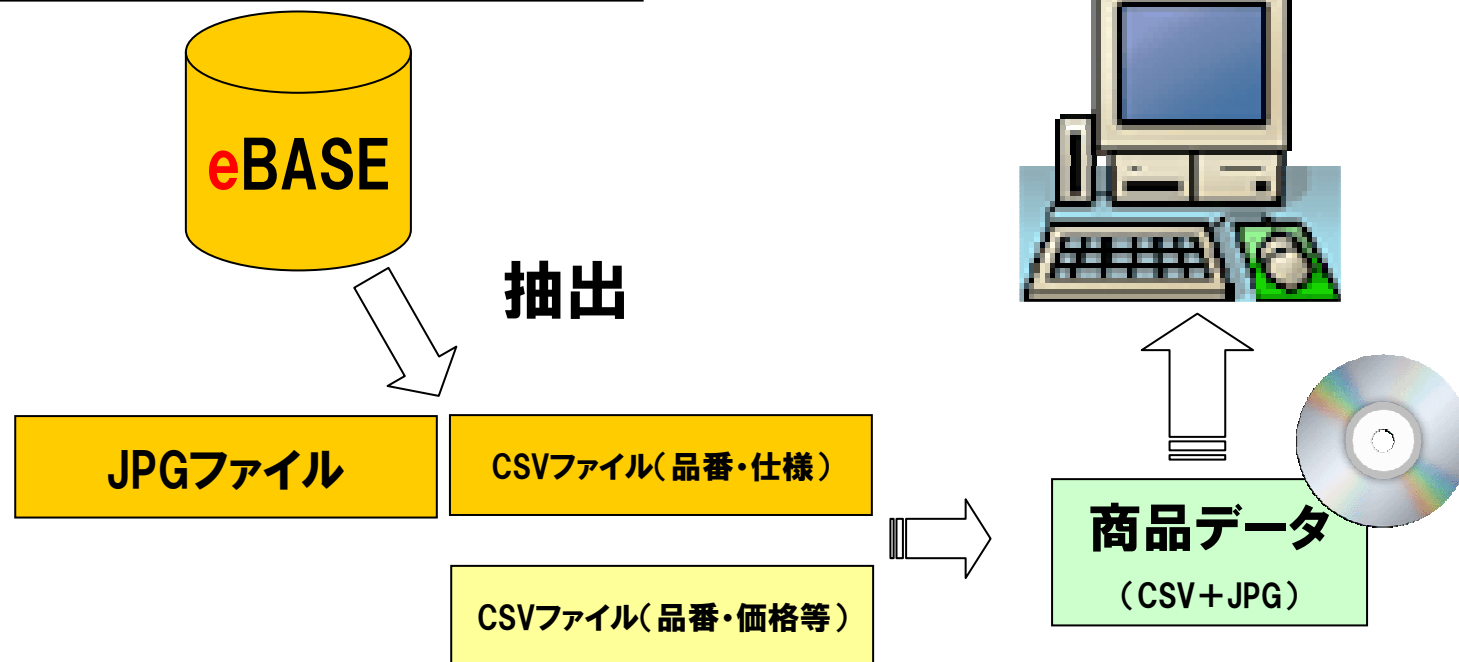 eBASE
抽出
JPGファイル
CSVファイル(品番・仕様)
CSVファイル(品番・価格等)
商品データ
(CSV+JPG)